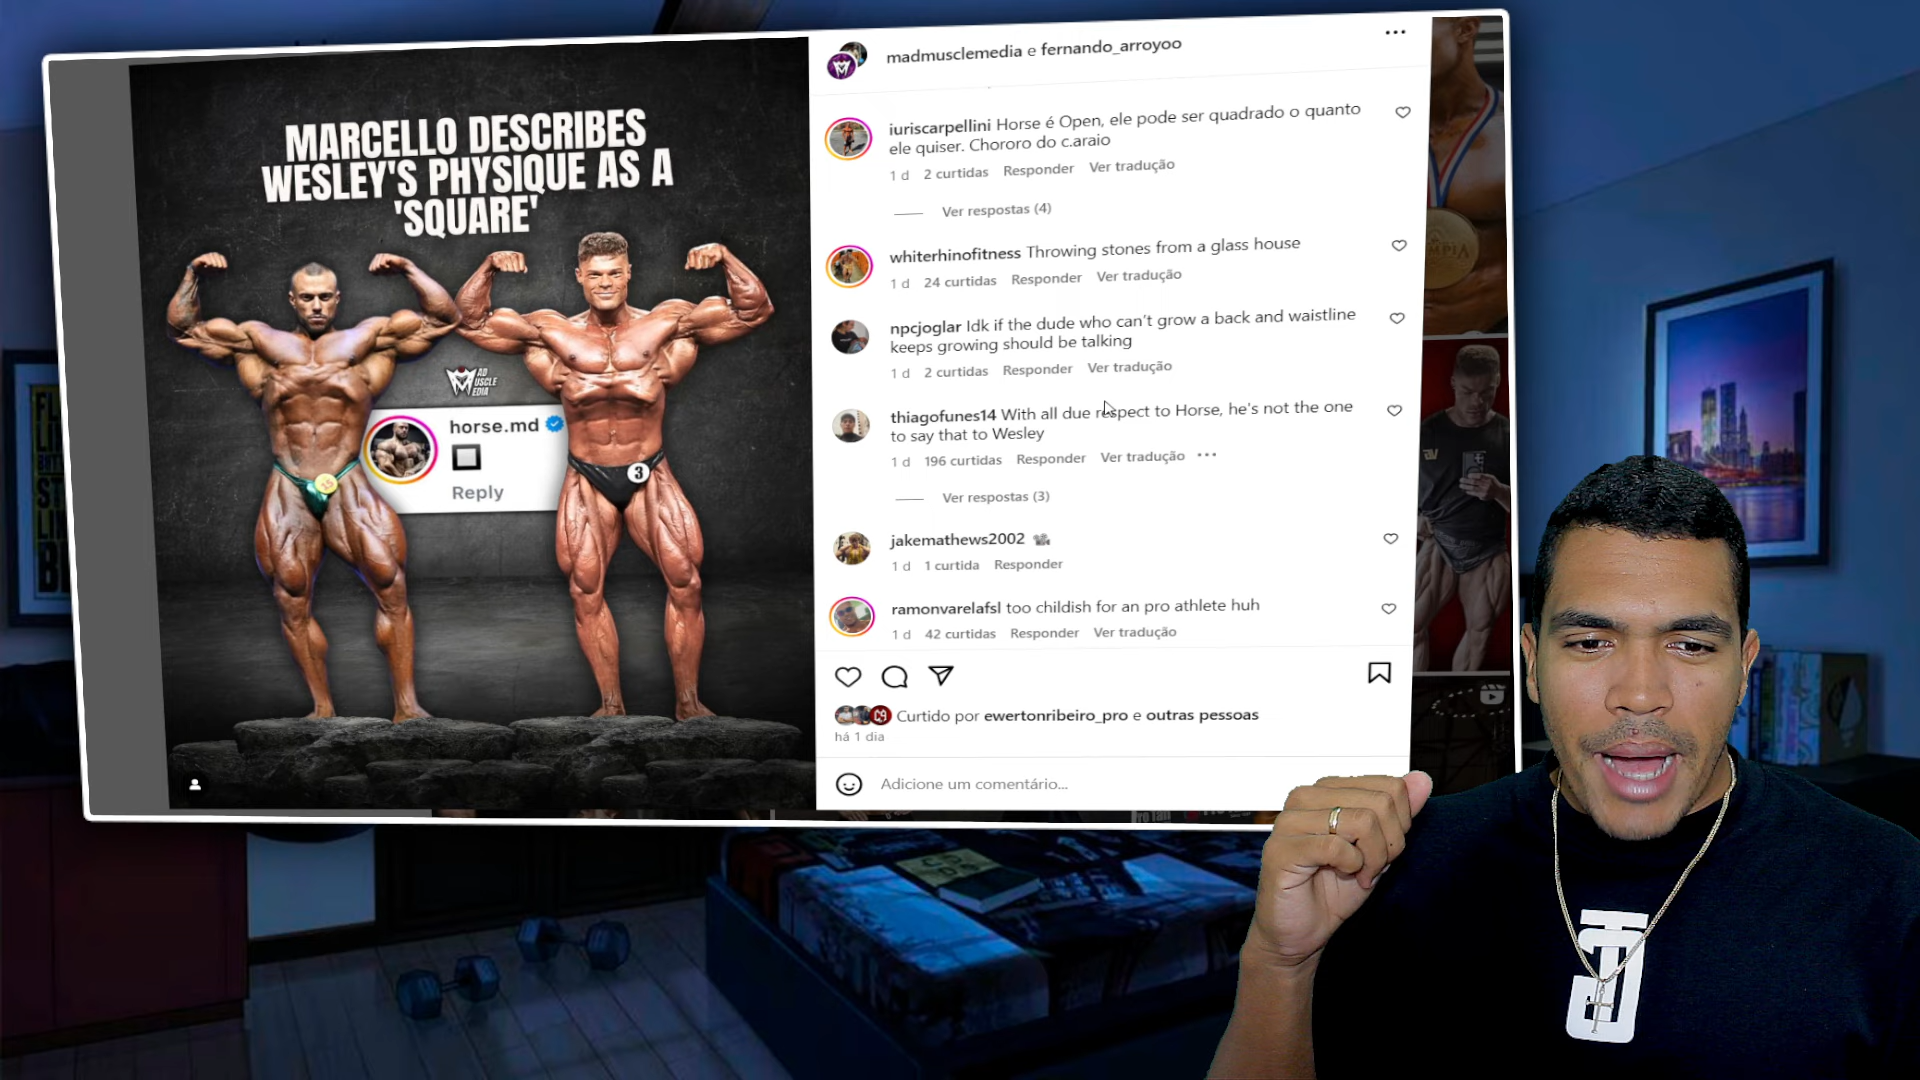 MARCELLO DESCRIBES
WESLEY'S PHYSIQUE AS A
'SQUARE'
MAD
MUSCLE
MEDIA
horse.md
Reply
3
madmusclemedia e fernando_arroyoo
iuriscarpellini Horse é Open, ele pode ser quadrado o quanto
ele quiser. Chororo do c.araio
1 d 2 curtidas Responder Ver tradução
Ver respostas (4)
whiterhinofitness Throwing stones from a glass house
1 d 24 curtidas Responder Ver tradução
npcjoglar Idk if the dude who can't grow a back and waistline
keeps growing should be talking
1 d 2 curtidas Responder Ver tradução
thiagofunes14 With all due respect to Horse, he's not the one
to say that to Wesley
1 d 196 curtidas Responder Ver tradução
Ver respostas (3)
jakemathews2002
1 d 1 curtida Responder
ramonvarelafsl too childish for an pro athlete huh
1 d 42 curtidas Responder Ver tradução
Curtido por ewertonribeiro_pro e outras pessoas
há 1 dia
Adicione um comentário...